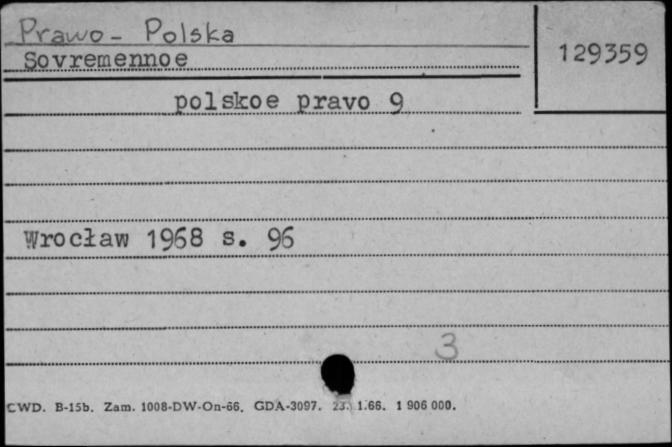 Prawo - Polska
Sovremennoe
129359
polskoe pravo 9
Wrocław 1968 s. 96
3
CWD. B-15b. Zam. 1008-DW-On-66. GDA-3097. 23. 1.66. 1 906 000.